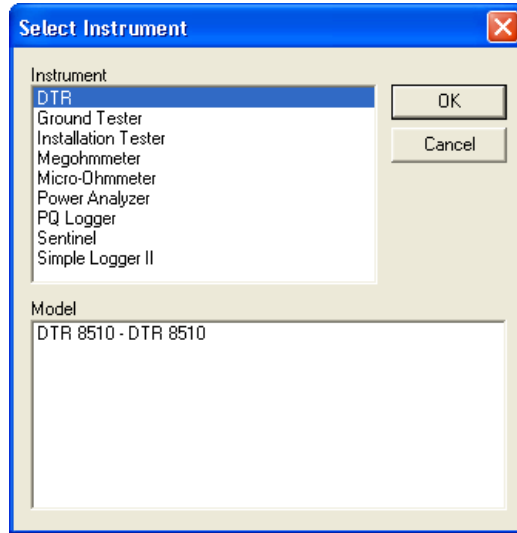 Select Instrument
Instrument
DTR
Ground Tester
Installation Tester
Megohmmeter
Micro-Ohmmeter
Power Analyzer
PQ Logger
Sentinel
Simple Logger II
OK
Cancel
Model
DTR 8510 - DTR 8510